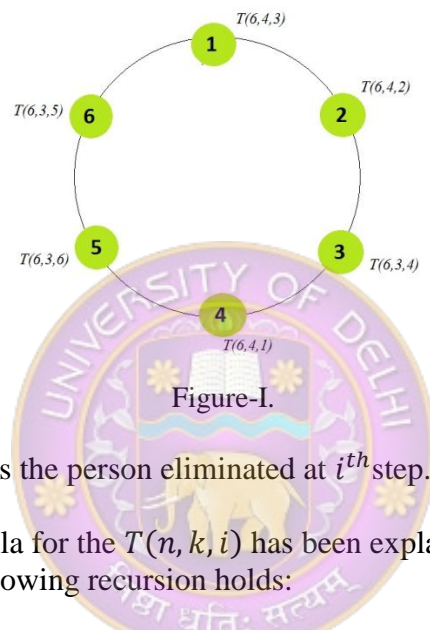 T(6,4,3)
1
T(6,4,2)
2
T(6,3,5)
6
5
T(6,3,6)
3
T(6,3,4)
4
T(6,4,1)
UNIVERSITY OF DELHI
Figure-I.
s the person eliminated at iᵗʰ step.
la for the T(n, k, i) has been expla
owing recursion holds:
निष्ठा धृतिः सत्यम्